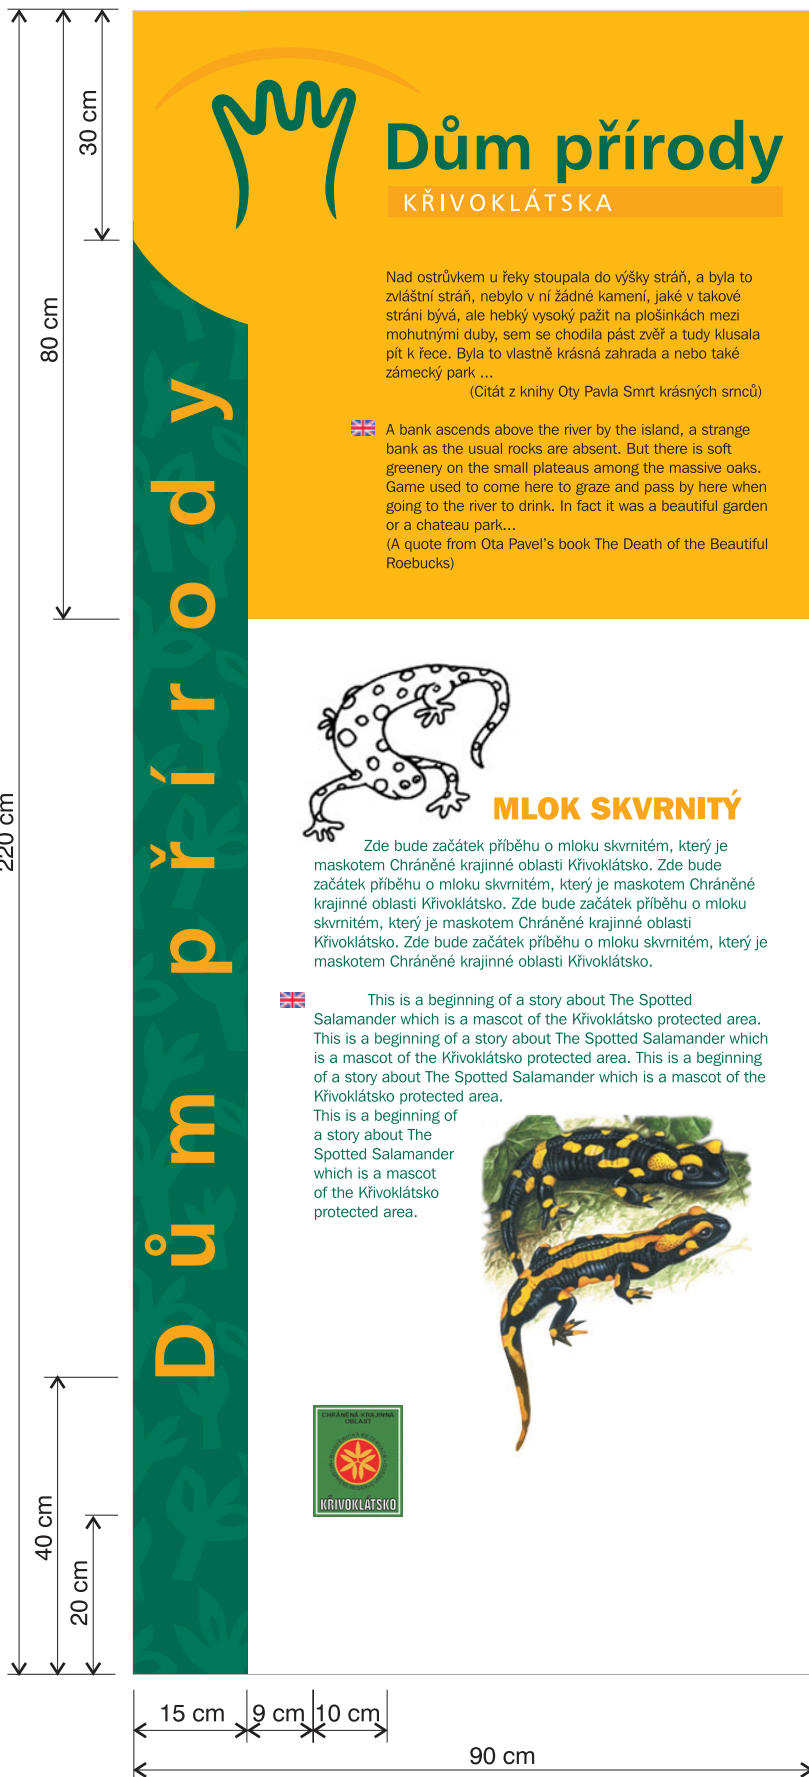 30 cm
80 cm
220 cm
40 cm
20 cm
Dům přírody
Dům přírody
KŘIVOKLÁTSKA
Nad ostrůvkem u řeky stoupala do výšky stráň, a byla to
zvláštní stráň, nebylo v ní žádné kamení, jaké v takové
stráni bývá, ale hebký vysoký pažit na plošinkách mezi
mohutnými duby, sem se chodila pást zvěř a tudy klusala
pít k řece. Byla to vlastně krásná zahrada a nebo také
zámecký park ...
(Citát z knihy Oty Pavla Smrt krásných srnců)
A bank ascends above the river by the island, a strange
bank as the usual rocks are absent. But there is soft
greenery on the small plateaus among the massive oaks.
Game used to come here to graze and pass by here when
going to the river to drink. In fact it was a beautiful garden
or a chateau park...
(A quote from Ota Pavel's book The Death of the Beautiful
Roebucks)
MLOK SKVRNITÝ
Zde bude začátek příběhu o mloku skvrnitém, který je
maskotem Chráněné krajinné oblasti Křivoklátsko. Zde bude
začátek příběhu o mloku skvrnitém, který je maskotem Chráněné
krajinné oblasti Křivoklátsko. Zde bude začátek příběhu o mloku
skvrnitém, který je maskotem Chráněné krajinné oblasti
Křivoklátsko. Zde bude začátek příběhu o mloku skvrnitém, který je
maskotem Chráněné krajinné oblasti Křivoklátsko.
This is a beginning of a story about The Spotted
Salamander which is a mascot of the Křivoklátsko protected area.
This is a beginning of a story about The Spotted Salamander which
is a mascot of the Křivoklátsko protected area. This is a beginning
of a story about The Spotted Salamander which is a mascot of the
Křivoklátsko protected area.
This is a beginning of
a story about The
Spotted Salamander
which is a mascot
of the Křivoklátsko
protected area.
CHRÁNĚNÁ KRAJINNÁ
OBLAST
KŘIVOKLÁTSKO
15 cm
9 cm
10 cm
90 cm